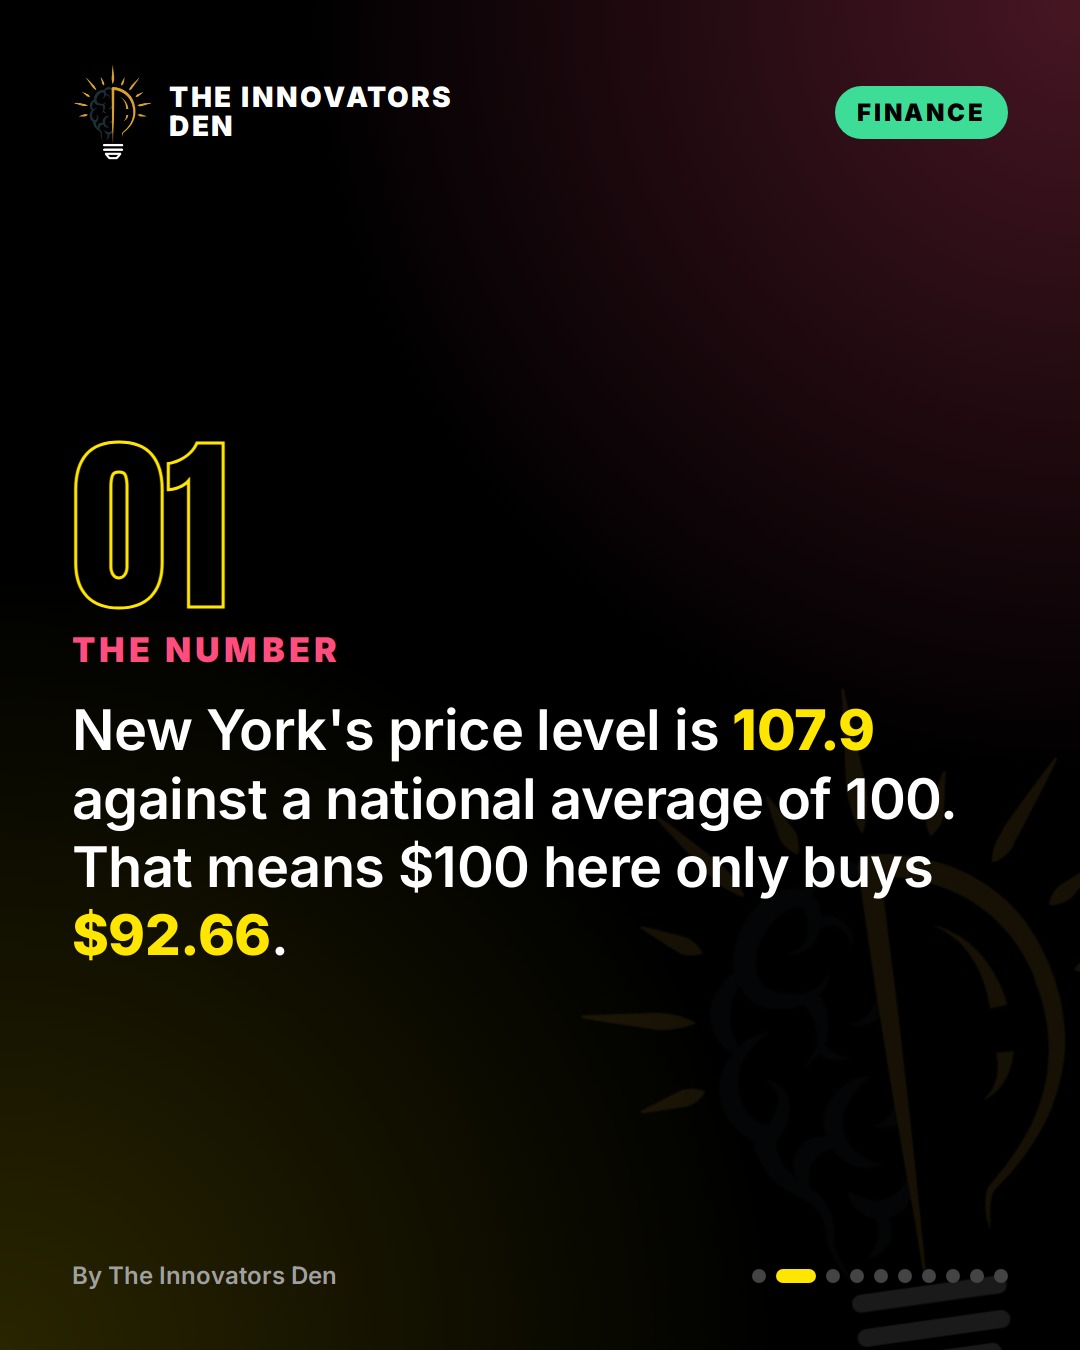 THE INNOVATORS
DEN
FINANCE
01
THE NUMBER
New York's price level is 107.9
against a national average of 100.
That means $100 here only buys
$92.66.
By The Innovators Den